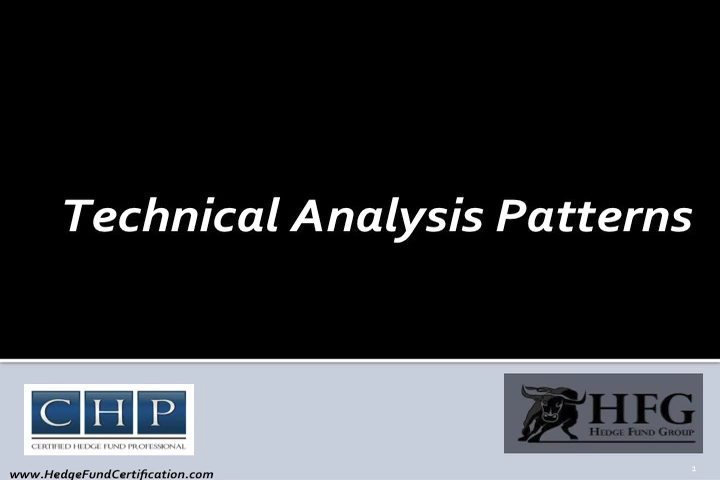 Technical Analysis Patterns
CHP
CERTIFIED HEDGE FUND PROFESSIONAL
HFG
HEDGE FUND GROUP
1
www.HedgeFundCertification.com